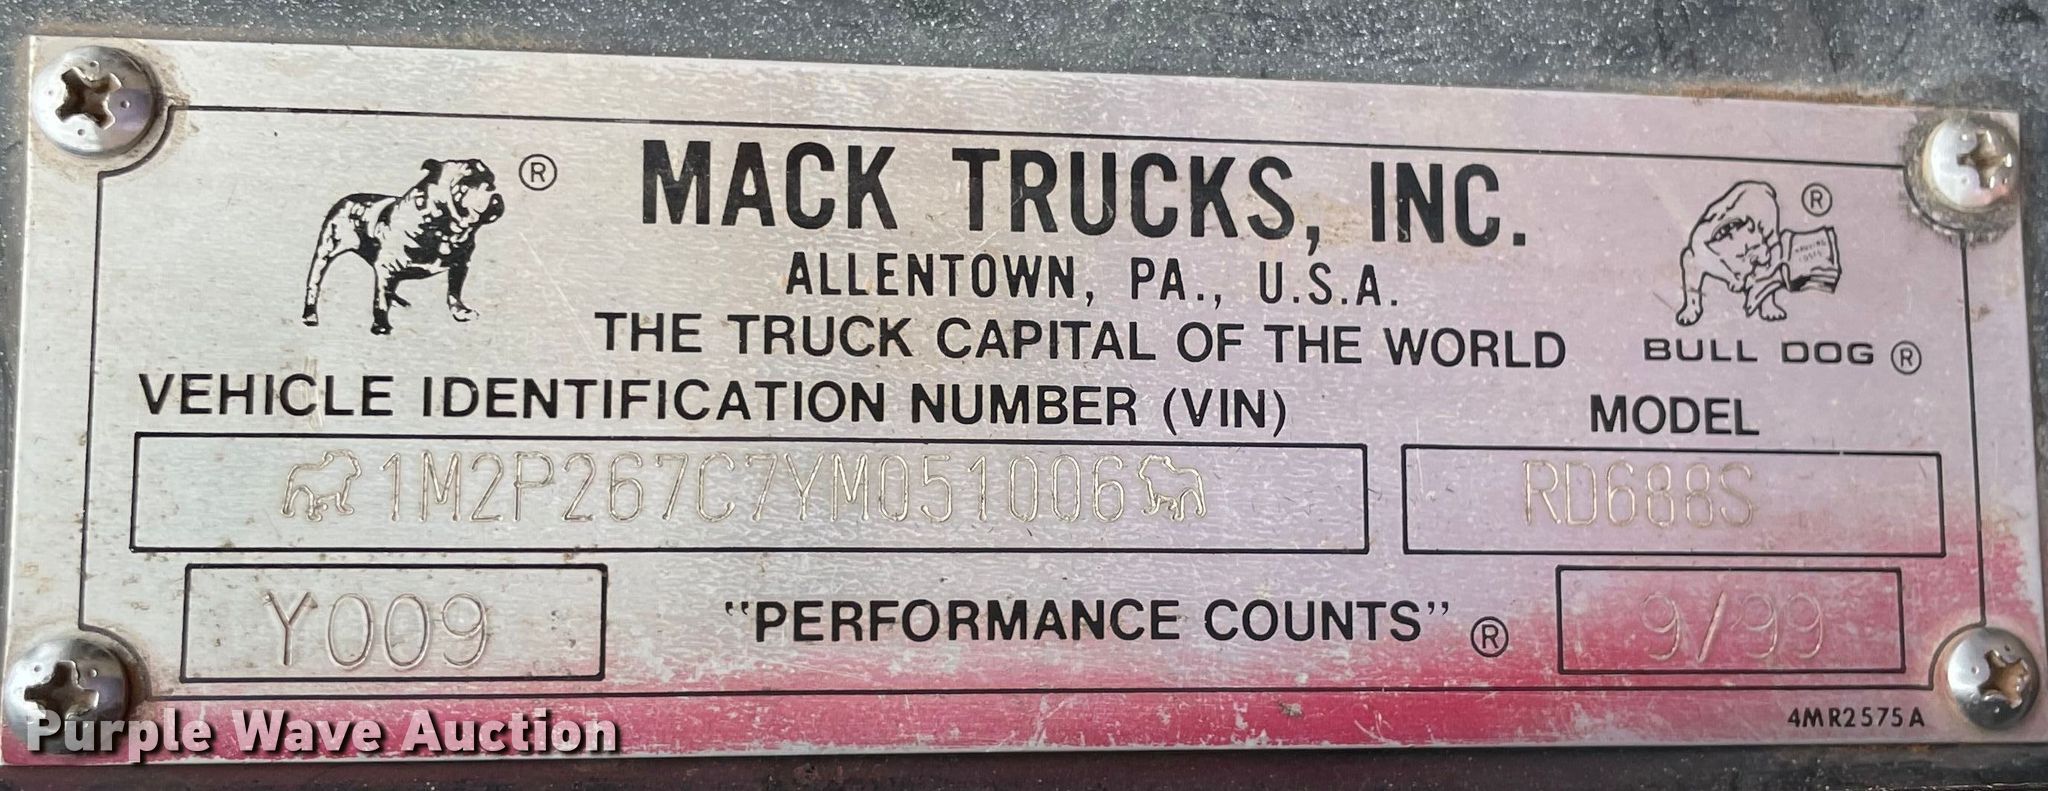 ® MACK TRUCKS, INC. ®
ALLENTOWN, PA., U.S.A.
THE TRUCK CAPITAL OF THE WORLD
BULL DOG ®
VEHICLE IDENTIFICATION NUMBER (VIN)
MODEL
1M2P267C7YM051006
RD688S
Y009
"PERFORMANCE COUNTS" ®
9/99
4MR2575A
Purple Wave Auction